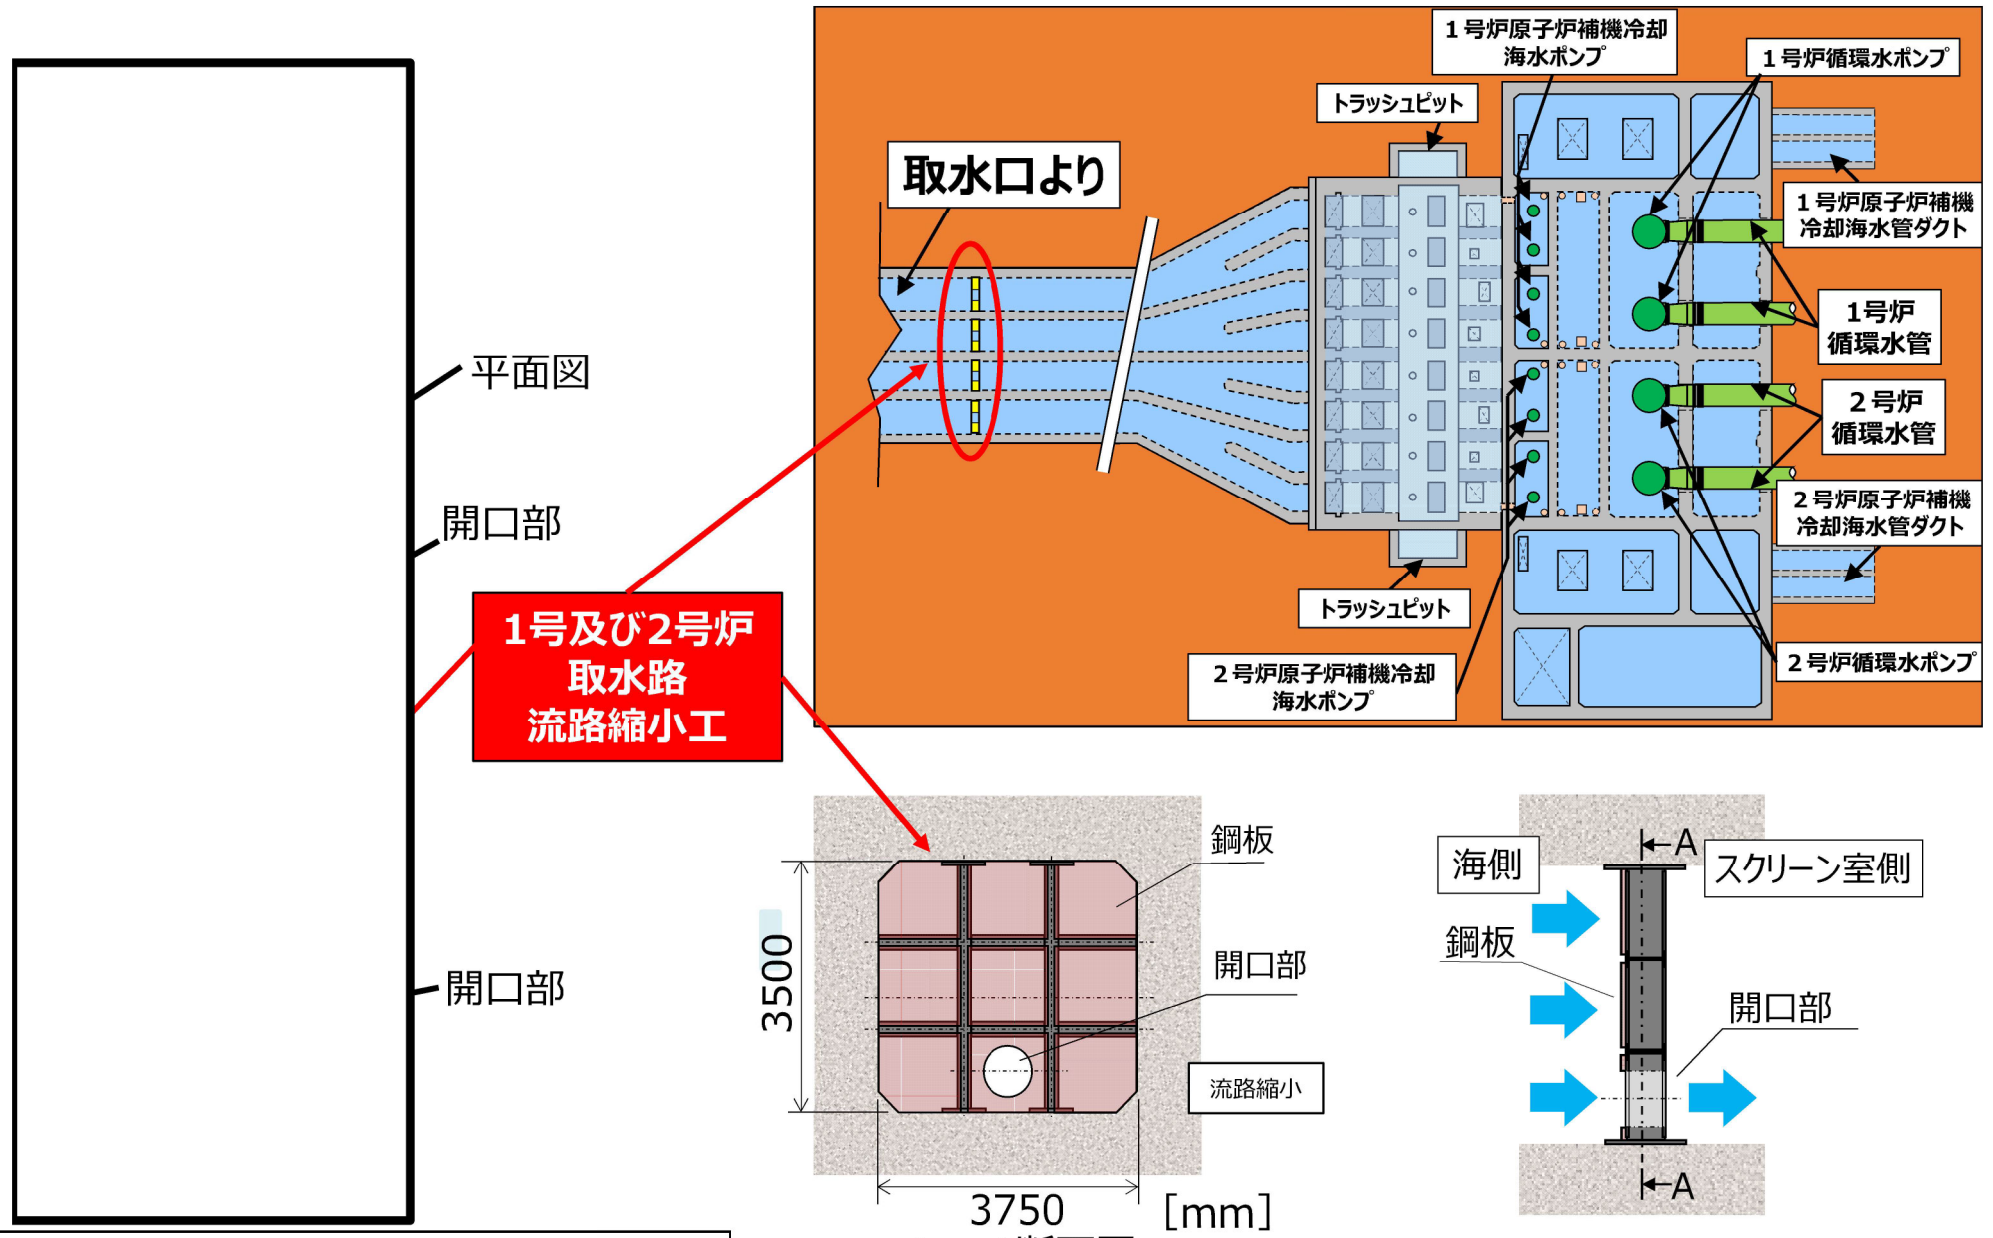 平面図
開口部
開口部
1号及び2号炉
取水路
流路縮小工
取水口より
トラッシュピット
1号炉原子炉補機冷却
海水ポンプ
1号炉循環水ポンプ
1号炉原子炉補機
冷却海水管ダクト
1号炉
循環水管
2号炉
循環水管
2号炉原子炉補機
冷却海水管ダクト
2号炉循環水ポンプ
トラッシュピット
2号炉原子炉補機冷却
海水ポンプ
鋼板
開口部
流路縮小
3500
3750
[mm]
海側
スクリーン室側
A
鋼板
開口部
A